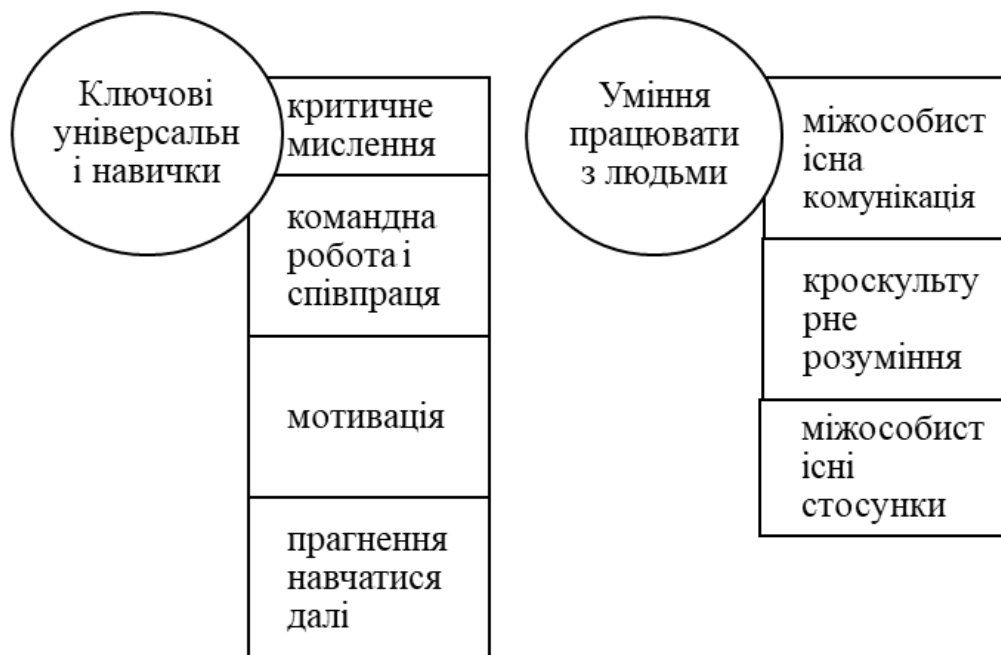 Ключові
універсальн
і навички
критичне
мислення
командна
робота і
співпраця
мотивація
прагнення
навчатися
далі
Уміння
працювати
з людьми
міжособист
існа
комунікація
кроскульту
рне
розуміння
міжособист
існі
стосунки